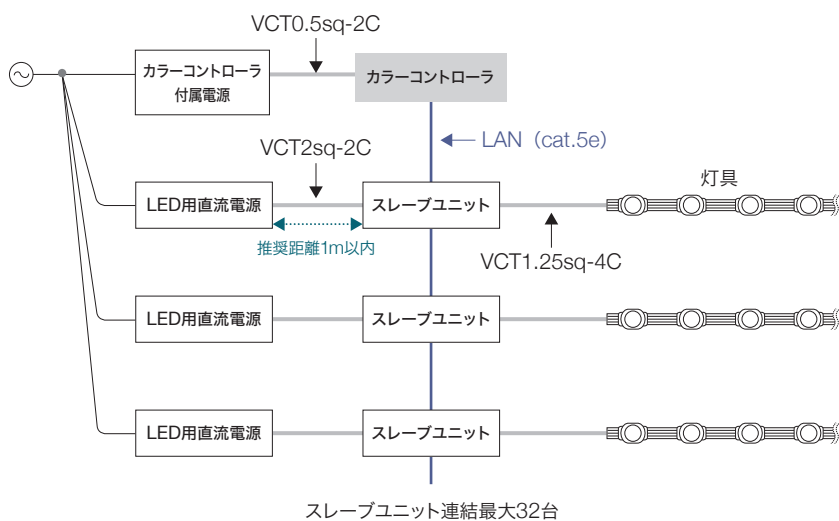 VCT0.5sq-2C
カラーコントローラ
付属電源
カラーコントローラ
LAN（cat.5e）
VCT2sq-2C
灯具
LED用直流電源
スレーブユニット
推奨距離1m以内
VCT1.25sq-4C
LED用直流電源
スレーブユニット
LED用直流電源
スレーブユニット
スレーブユニット連結最大32台